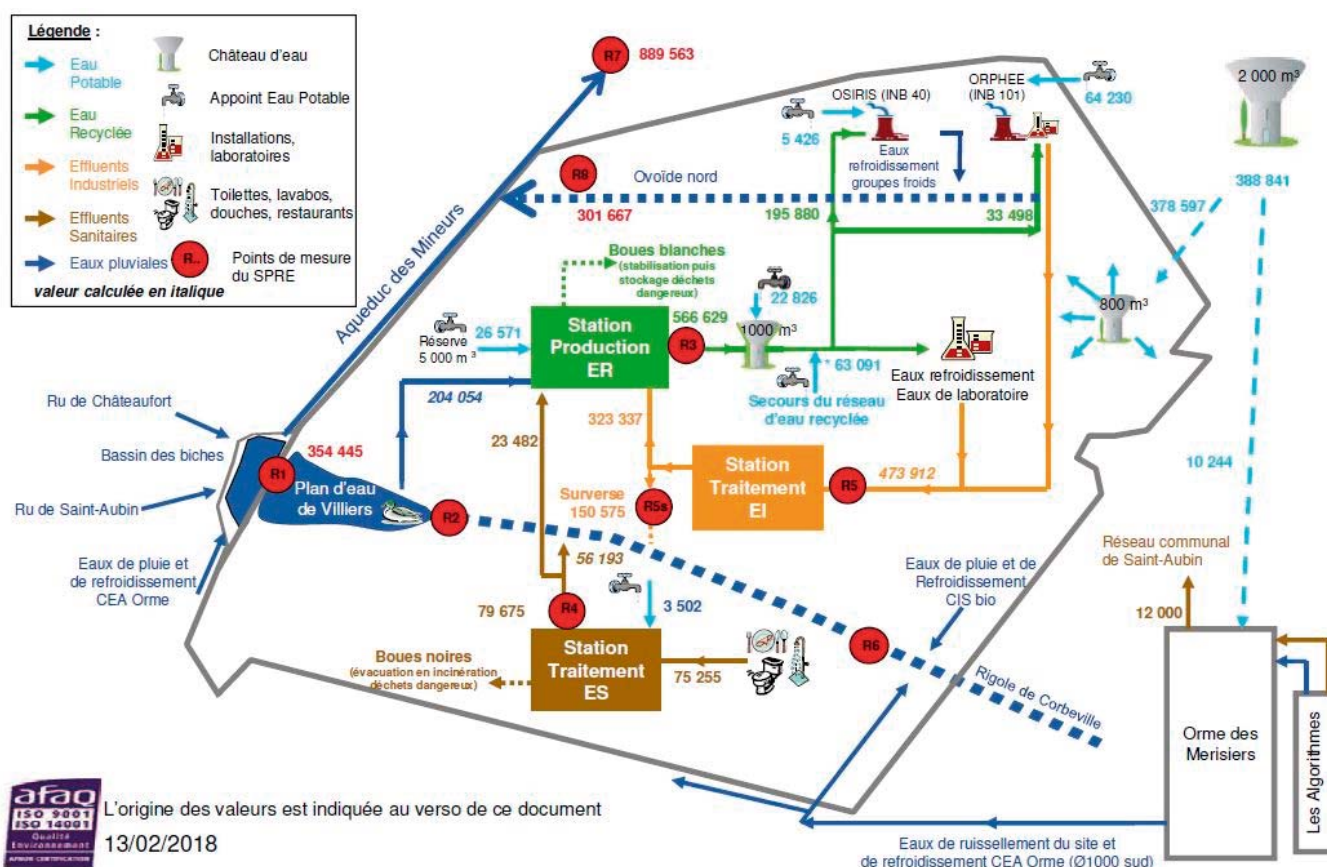 Légende :
Eau
Potable
Eau
Recyclée
Effluents
Industriels
Effluents
Sanitaires
Eaux pluviales
valeur calculée en italique
Château d'eau
Appoint Eau Potable
Installations,
laboratoires
Toilettes, lavabos,
douches, restaurants
R..
Points de mesure
du SPRE
R7
889 563
Aqueduc des Mineurs
R8
Ovoïde nord
301 667
OSIRIS (INB 40)
5 426
ORPHEE
(INB 101)
64 230
Eaux
refroidissement
groupes froids
195 880
33 498
2 000 m³
388 841
378 597
800 m³
10 244
Boues blanches
(stabilisation puis
stockage déchets
dangereux)
22 826
1000 m³
566 629
R3
Station
Production
ER
26 571
Réserve
5 000 m³
204 054
* 63 091
Secours du réseau
d'eau recyclée
Eaux refroidissement
Eaux de laboratoire
323 337
23 482
Station
Traitement
EI
R5
473 912
Surverse
150 575
R5s
Ru de Châteaufort
Bassin des biches
Ru de Saint-Aubin
Eaux de pluie et
de refroidissement
CEA Orme
R1
354 445
Plan d'eau
de Villiers
R2
56 193
79 675
R4
3 502
Station
Traitement
ES
75 255
Boues noires
(évacuation en incinération
déchets dangereux)
R6
Eaux de pluie et de
Refroidissement
CIS bio
Rigole de Corbeville
Réseau communal
de Saint-Aubin
12 000
Orme des
Merisiers
Les Algorithmes
Eaux de ruissellement du site et
de refroidissement CEA Orme (Ø1000 sud)
afaq
ISO 9001
ISO 14001
Qualité
Environnement
AFNOR CERTIFICATION
L'origine des valeurs est indiquée au verso de ce document
13/02/2018